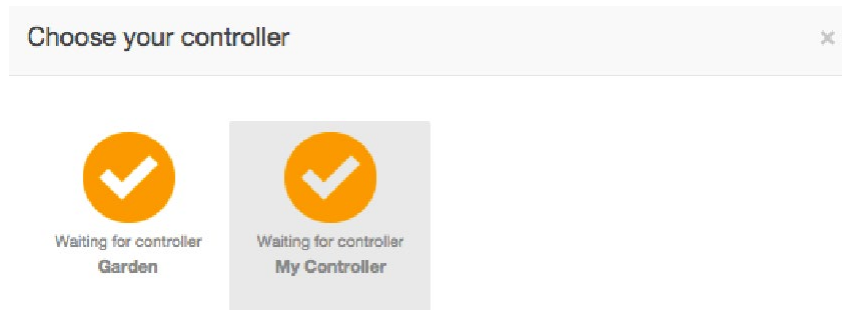 Choose your controller
×
Waiting for controller
Garden
Waiting for controller
My Controller